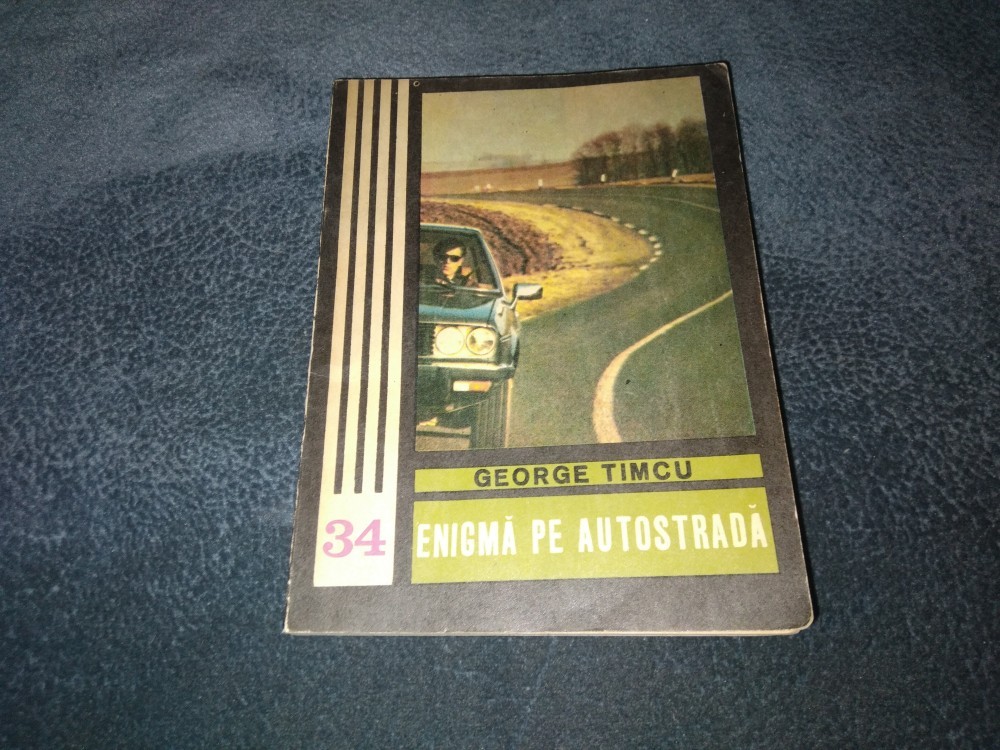 GEORGE TIMCU
34
ENIGMĂ PE AUTOSTRADĂ